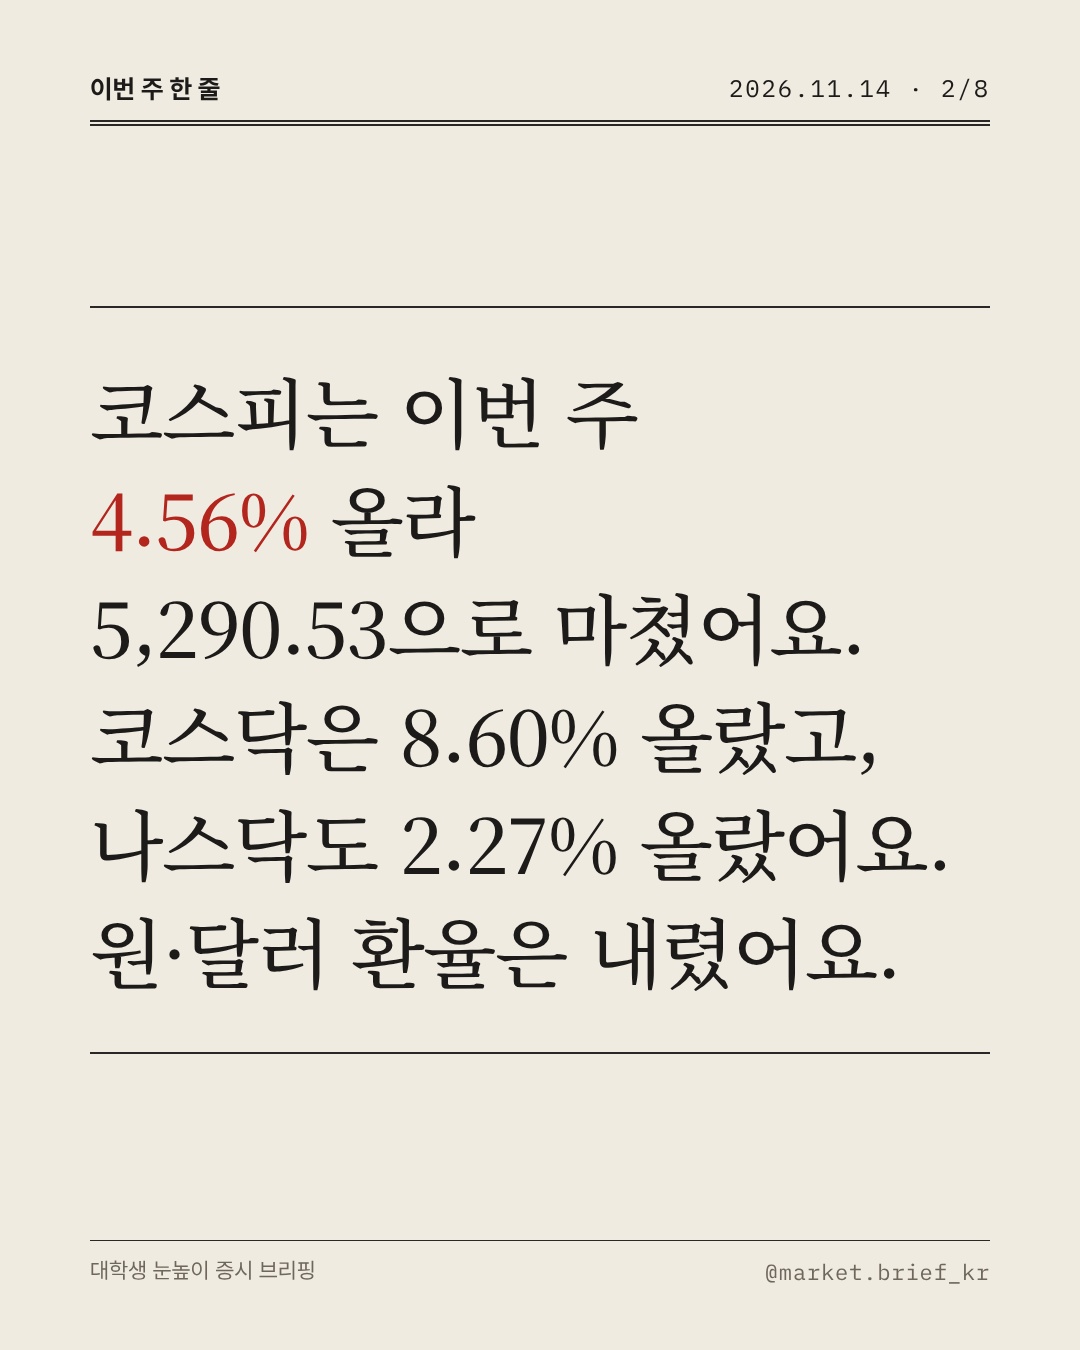 이번 주 한 줄
2026.11.14 · 2/8
코스피는 이번 주
4.56% 올라
5,290.53으로 마쳤어요.
코스닥은 8.60% 올랐고,
나스닥도 2.27% 올랐어요.
원·달러 환율은 내렸어요.
대학생 눈높이 증시 브리핑
@market.brief_kr